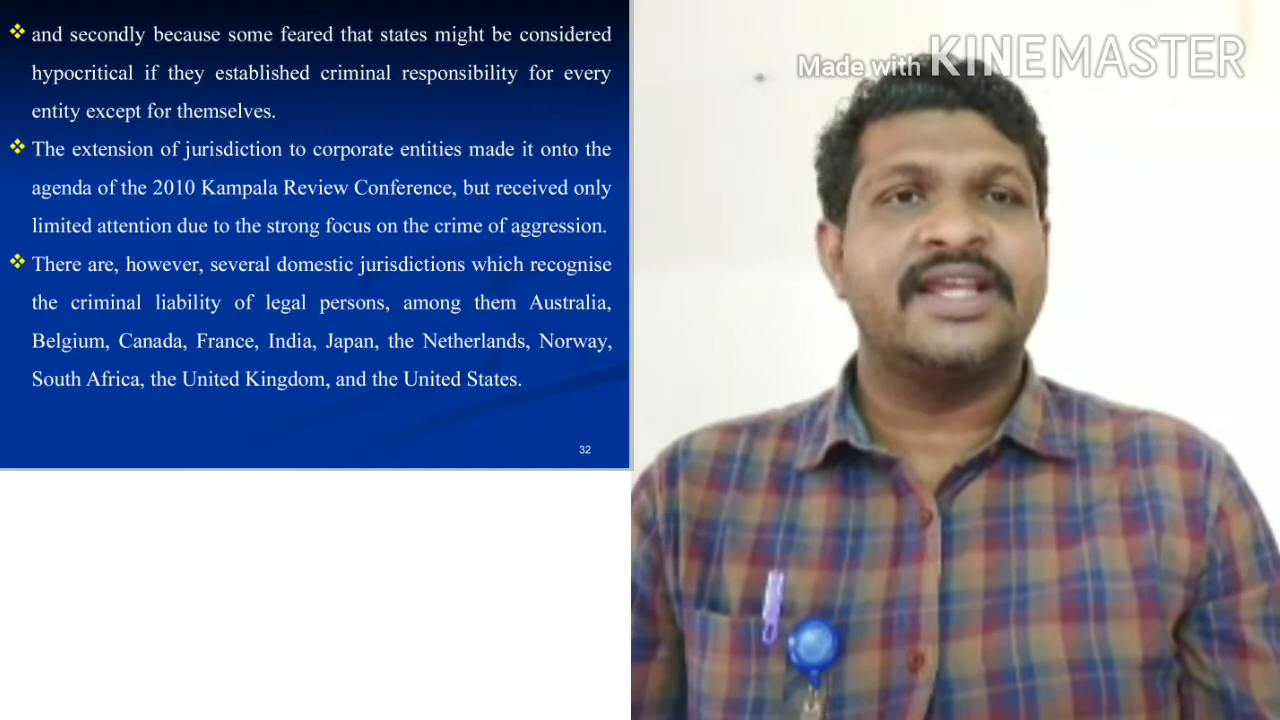 and secondly because some feared that states might be considered
hypocritical if they established criminal responsibility for every
entity except for themselves.
The extension of jurisdiction to corporate entities made it onto the
agenda of the 2010 Kampala Review Conference, but received only
limited attention due to the strong focus on the crime of aggression.
There are, however, several domestic jurisdictions which recognise
the criminal liability of legal persons, among them Australia,
Belgium, Canada, France, India, Japan, the Netherlands, Norway,
South Africa, the United Kingdom, and the United States.
32
Made with KINEMASTER